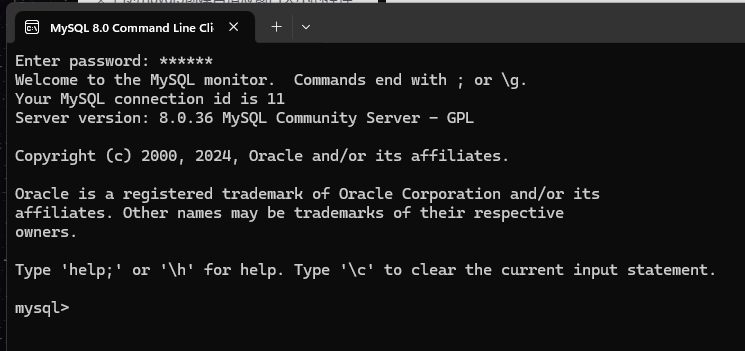 MySQL 8.0 Command Line Cli
Enter password: ******
Welcome to the MySQL monitor.  Commands end with ; or \g.
Your MySQL connection id is 11
Server version: 8.0.36 MySQL Community Server - GPL
Copyright (c) 2000, 2024, Oracle and/or its affiliates.
Oracle is a registered trademark of Oracle Corporation and/or its
affiliates. Other names may be trademarks of their respective
owners.
Type 'help;' or '\h' for help. Type '\c' to clear the current input statement.
mysql>